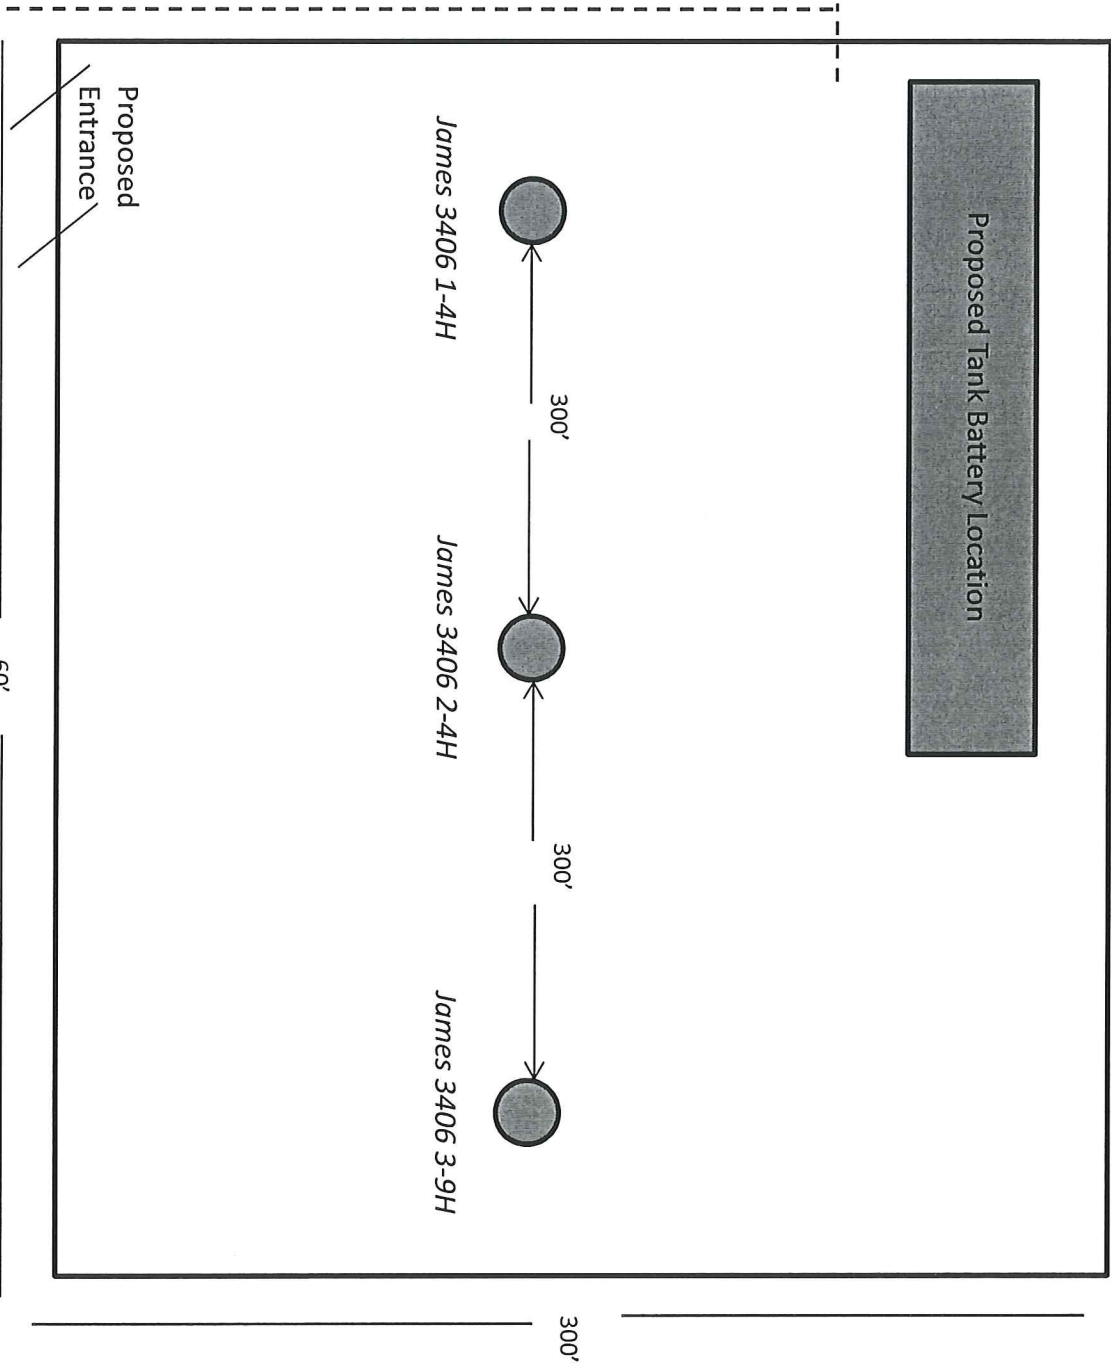 Proposed Tank Battery Location
300'
300'
300'
James 3406 1-4H
James 3406 2-4H
James 3406 3-9H
Proposed
Entrance